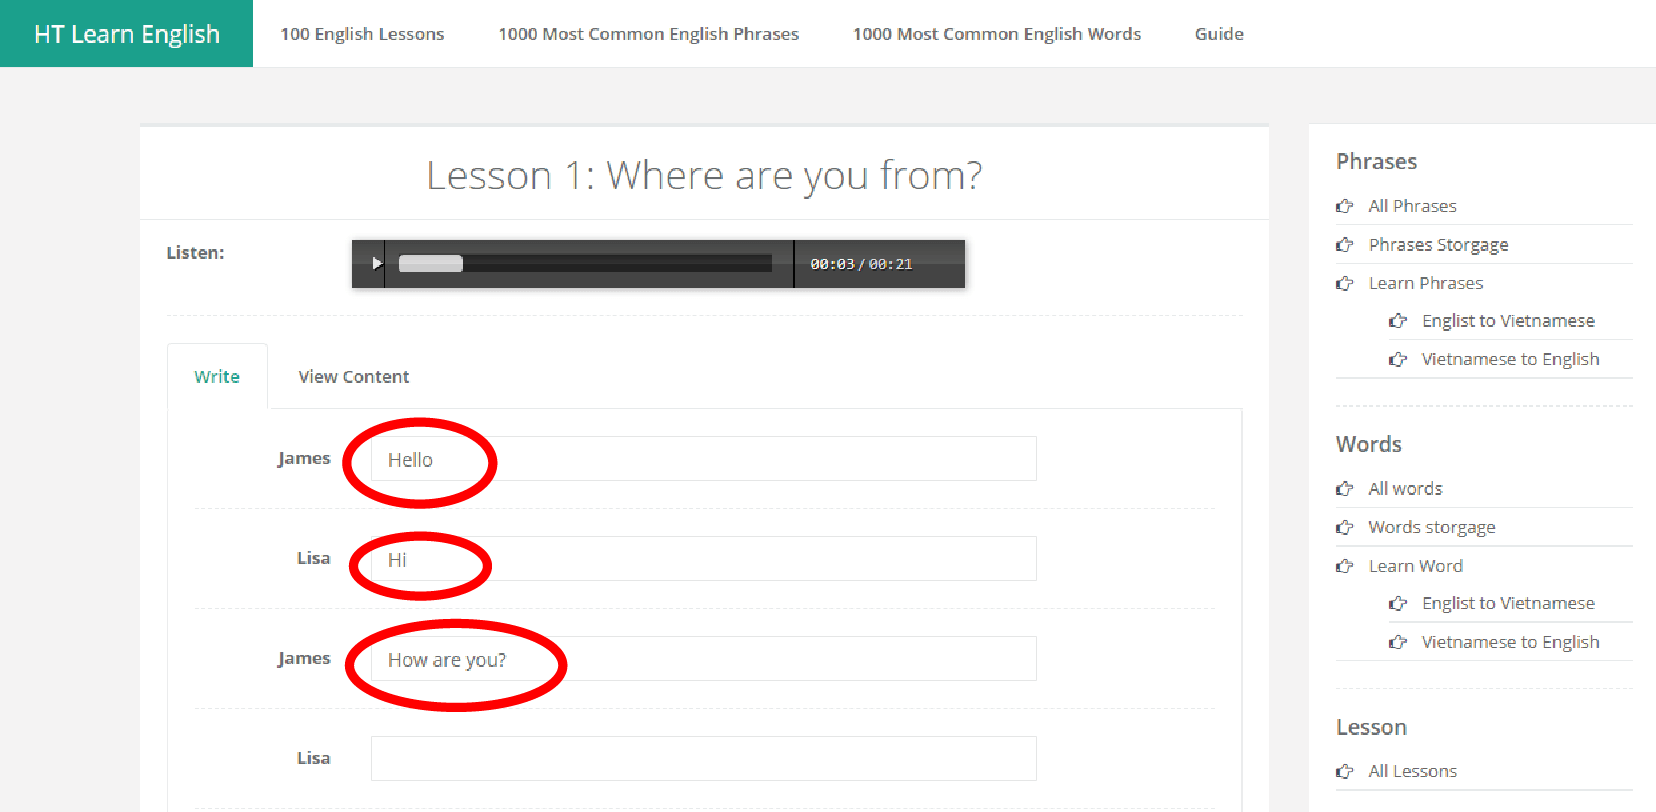 HT Learn English
100 English Lessons
1000 Most Common English Phrases
1000 Most Common English Words
Guide
Lesson 1: Where are you from?
Listen:
00:03 / 00:21
Write
View Content
James
Hello
Lisa
Hi
James
How are you?
Lisa
Phrases
All Phrases
Phrases Storgage
Learn Phrases
Englist to Vietnamese
Vietnamese to English
Words
All words
Words storgage
Learn Word
Englist to Vietnamese
Vietnamese to English
Lesson
All Lessons